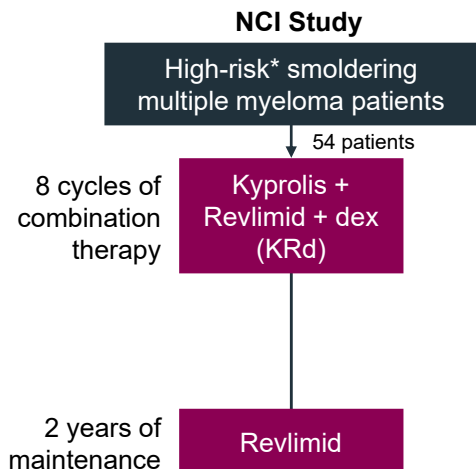 NCI Study
High-risk* smoldering
multiple myeloma patients
54 patients
8 cycles of
combination
therapy
Kyprolis +
Revlimid + dex
(KRd)
2 years of
maintenance
Revlimid